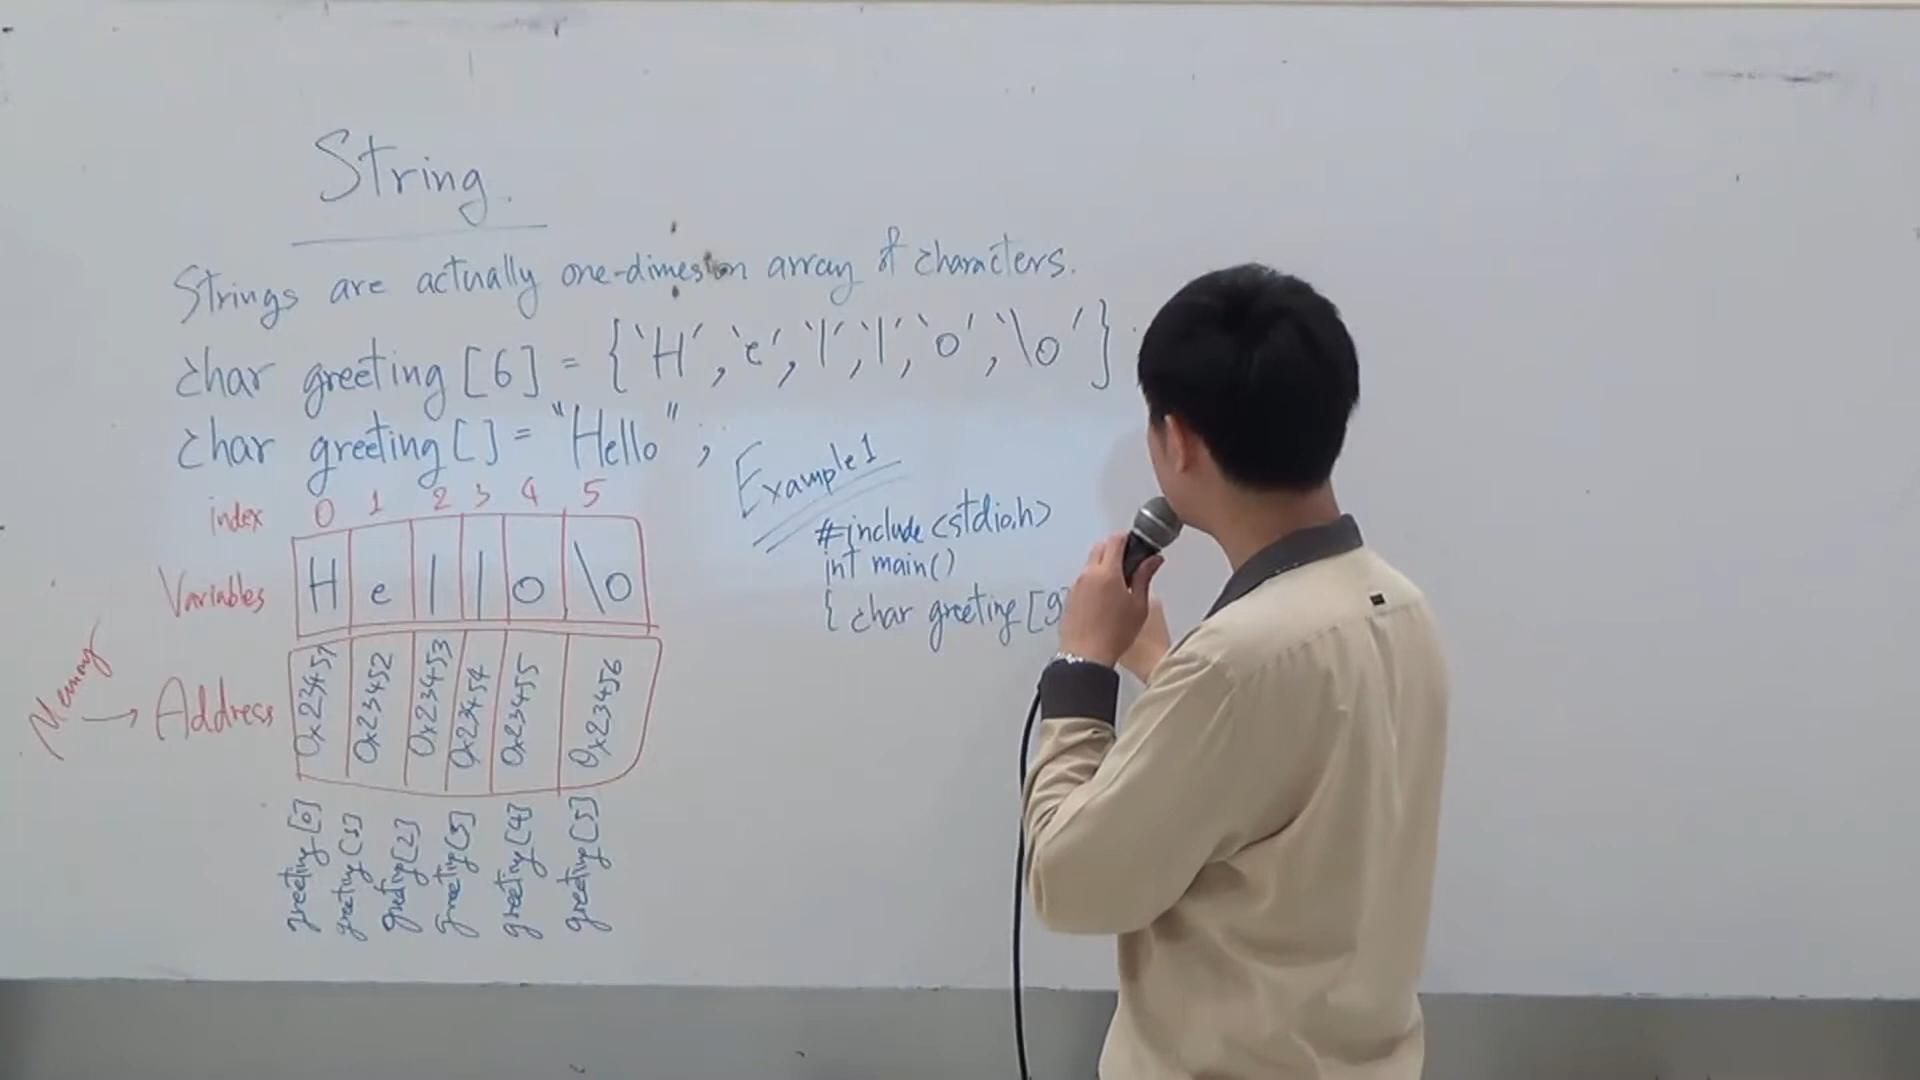 String.
Strings are actually one-dimesion array of characters.
char greeting [6] = {'H', 'e', 'l', 'l', 'o', '\0'}
char greeting[] = "Hello";
index 0 1 2 3 4 5
Variables H e l l o \0
Memory → Address 0x23451 0x23452 0x23453 0x23454 0x23455 0x23456
greeting[0] greeting[1] greeting[2] greeting[3] greeting[4] greeting[5]
Example 1
#include <stdio.h>
int main()
{ char greeting [9]